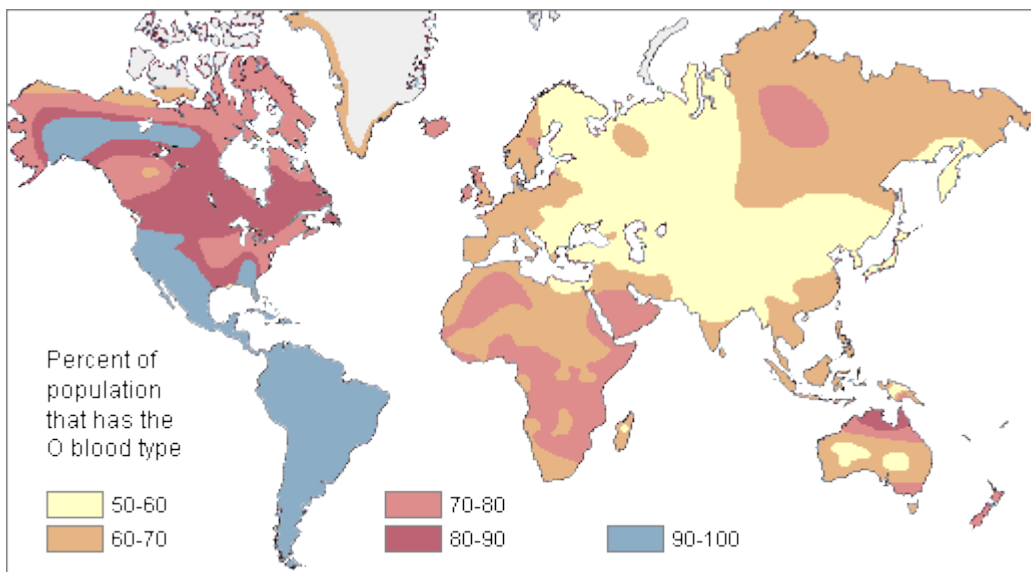 Percent of
population
that has the
O blood type
50-60
60-70
70-80
80-90
90-100